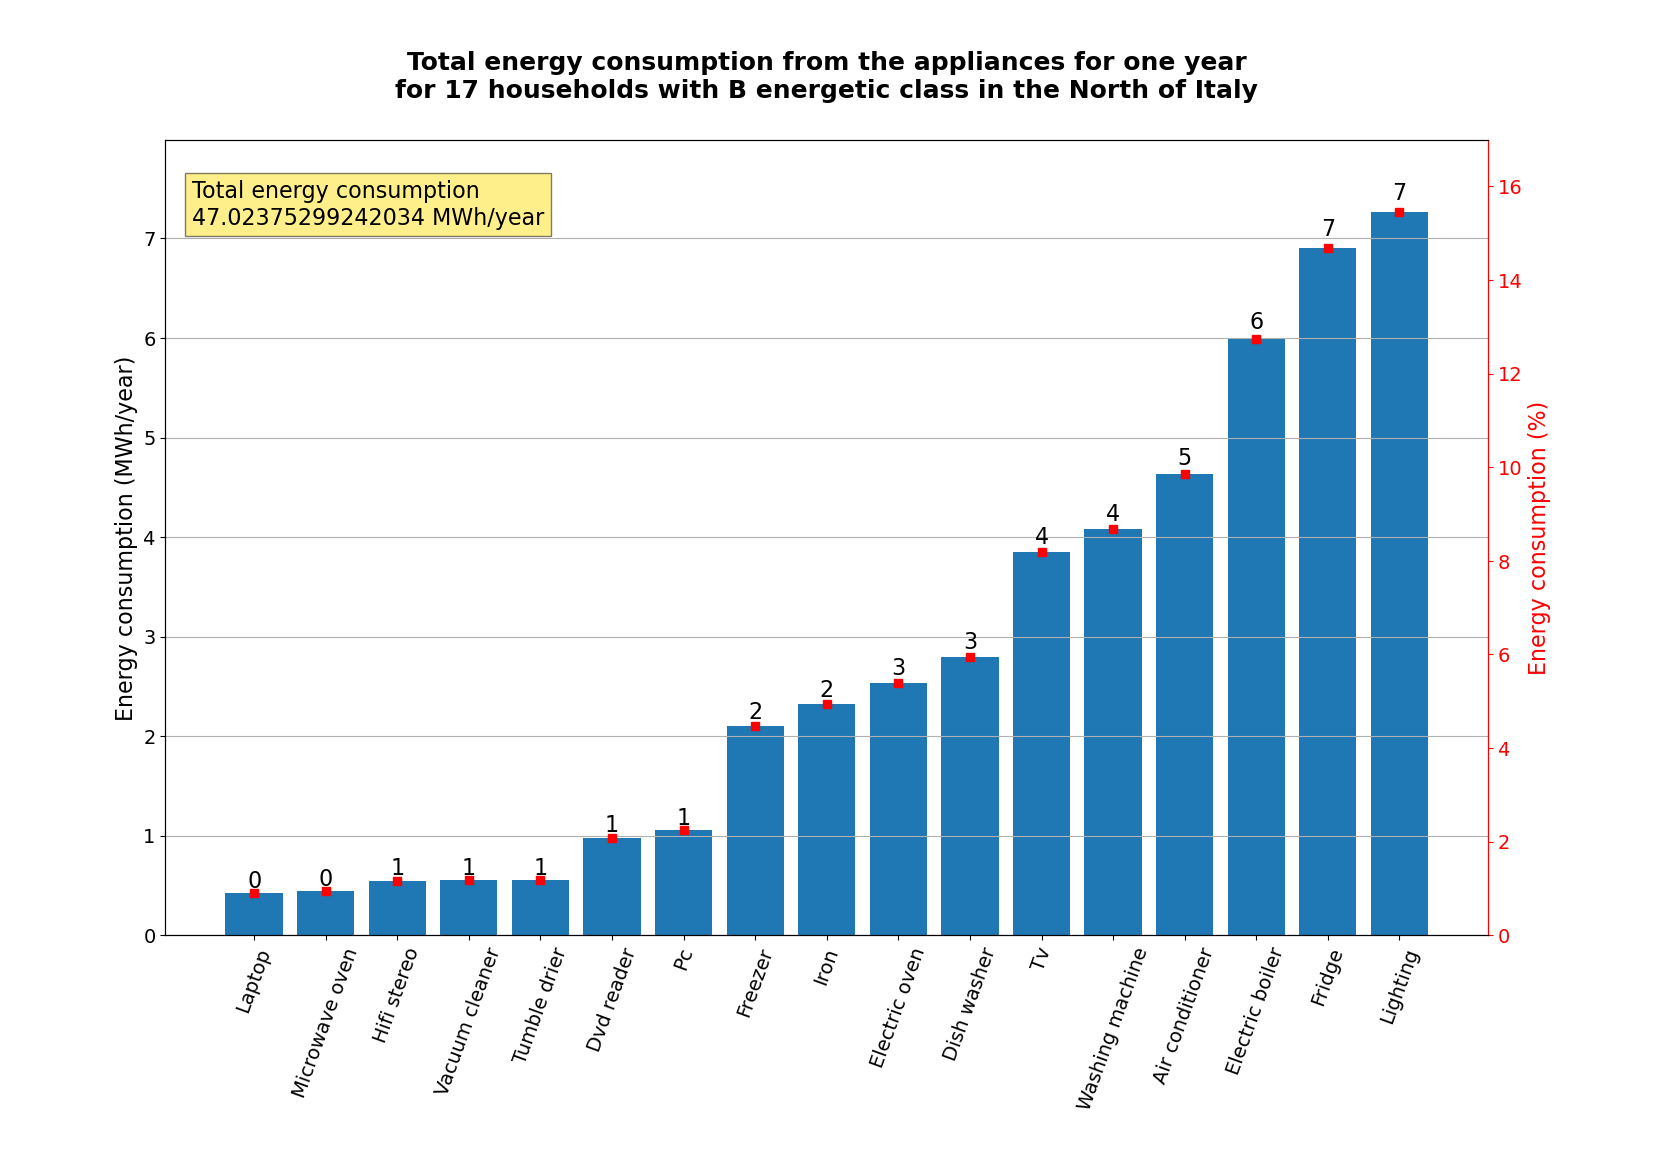 Total energy consumption from the appliances for one year
for 17 households with B energetic class in the North of Italy
Total energy consumption
47.02375299242034 MWh/year
Energy consumption (MWh/year)
7
6
5
4
3
2
1
0
0
0
1
1
1
1
1
2
2
3
3
4
4
5
6
7
7
16
14
12
10
8
6
4
2
0
Energy consumption (%)
Laptop
Microwave oven
Hifi stereo
Vacuum cleaner
Tumble drier
Dvd reader
Pc
Freezer
Iron
Electric oven
Dish washer
Tv
Washing machine
Air conditioner
Electric boiler
Fridge
Lighting